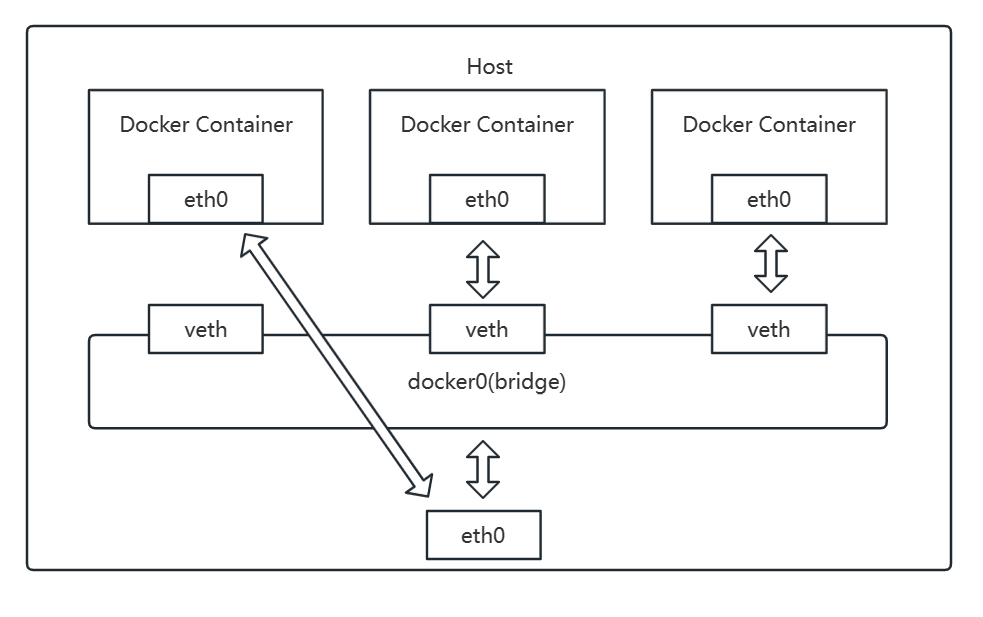 Host
Docker Container
Docker Container
Docker Container
eth0
eth0
eth0
veth
veth
veth
docker0(bridge)
eth0